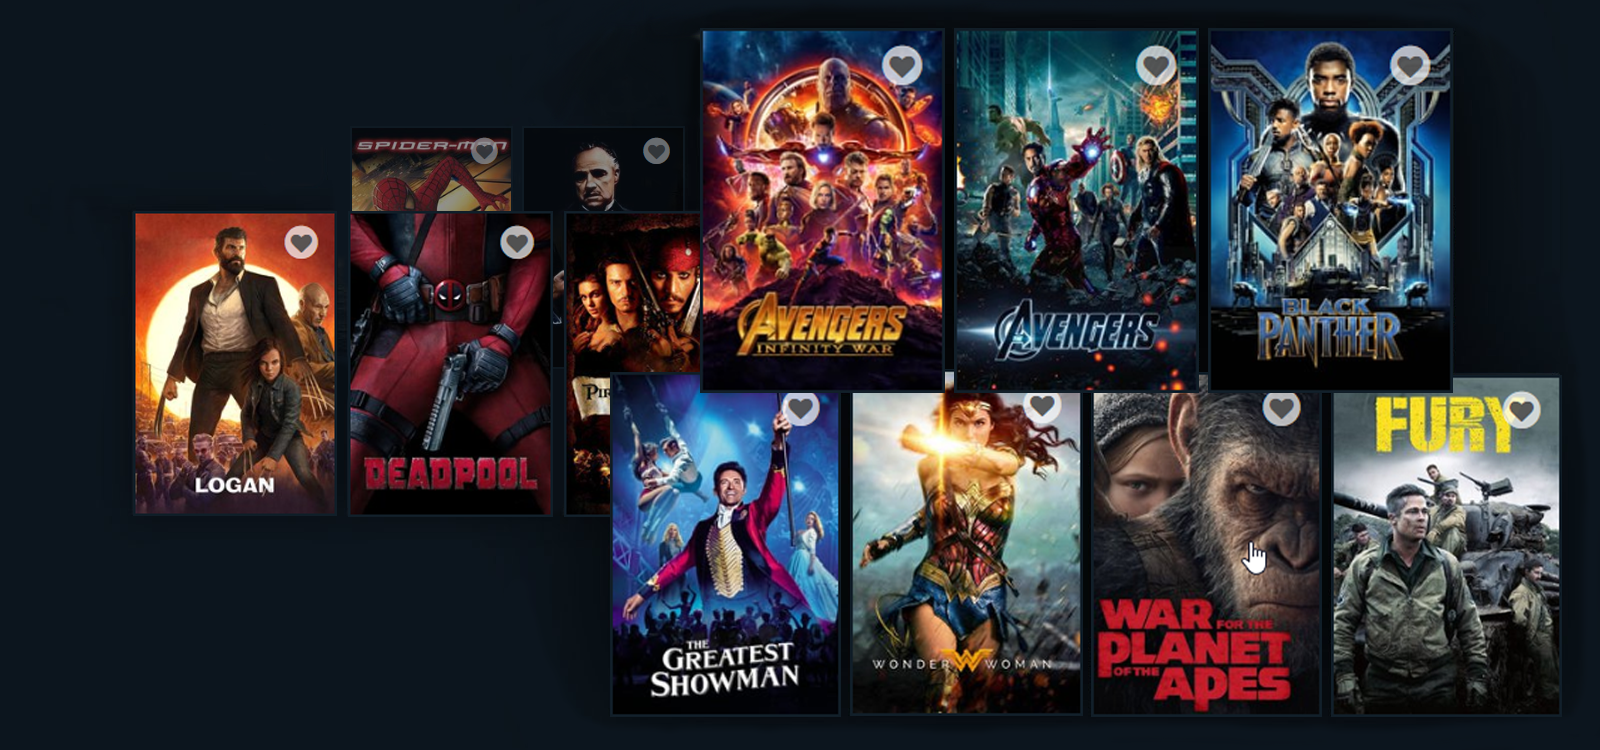 SPIDER-MAN
AVENGERS
INFINITY WAR
AVENGERS
BLACK
PANTHER
LOGAN
DEADPOOL
FURY
THE
GREATEST
SHOWMAN
WONDER WOMAN
WAR FOR THE
PLANET
OF THE APES